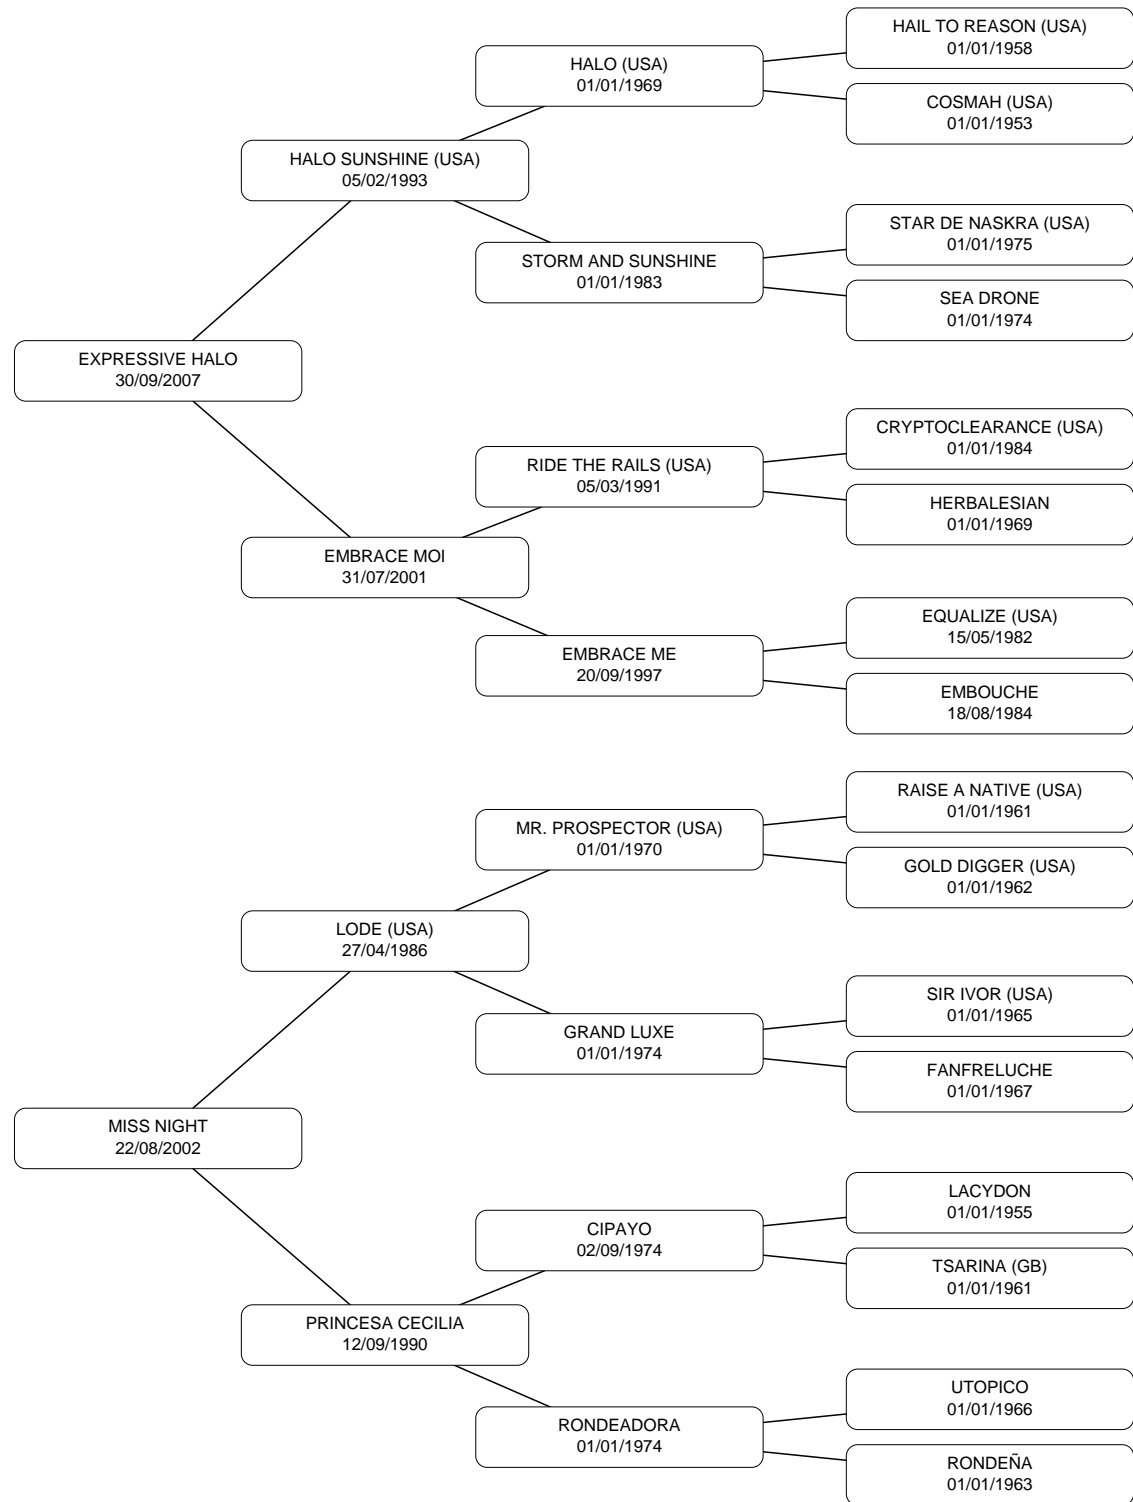 HAIL TO REASON (USA)
01/01/1958
HALO (USA)
01/01/1969
COSMAH (USA)
01/01/1953
HALO SUNSHINE (USA)
05/02/1993
STAR DE NASKRA (USA)
01/01/1975
STORM AND SUNSHINE
01/01/1983
SEA DRONE
01/01/1974
EXPRESSIVE HALO
30/09/2007
CRYPTOCLEARANCE (USA)
01/01/1984
RIDE THE RAILS (USA)
05/03/1991
HERBALESIAN
01/01/1969
EMBRACE MOI
31/07/2001
EQUALIZE (USA)
15/05/1982
EMBRACE ME
20/09/1997
EMBOUCHE
18/08/1984
RAISE A NATIVE (USA)
01/01/1961
MR. PROSPECTOR (USA)
01/01/1970
GOLD DIGGER (USA)
01/01/1962
LODE (USA)
27/04/1986
SIR IVOR (USA)
01/01/1965
GRAND LUXE
01/01/1974
FANFRELUCHE
01/01/1967
MISS NIGHT
22/08/2002
LACYDON
01/01/1955
CIPAYO
02/09/1974
TSARINA (GB)
01/01/1961
PRINCESA CECILIA
12/09/1990
UTOPICO
01/01/1966
RONDEADORA
01/01/1974
RONDEÑA
01/01/1963